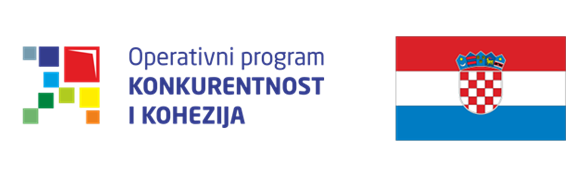 Operativni program
KONKURENTNOST
I KOHEZIJA